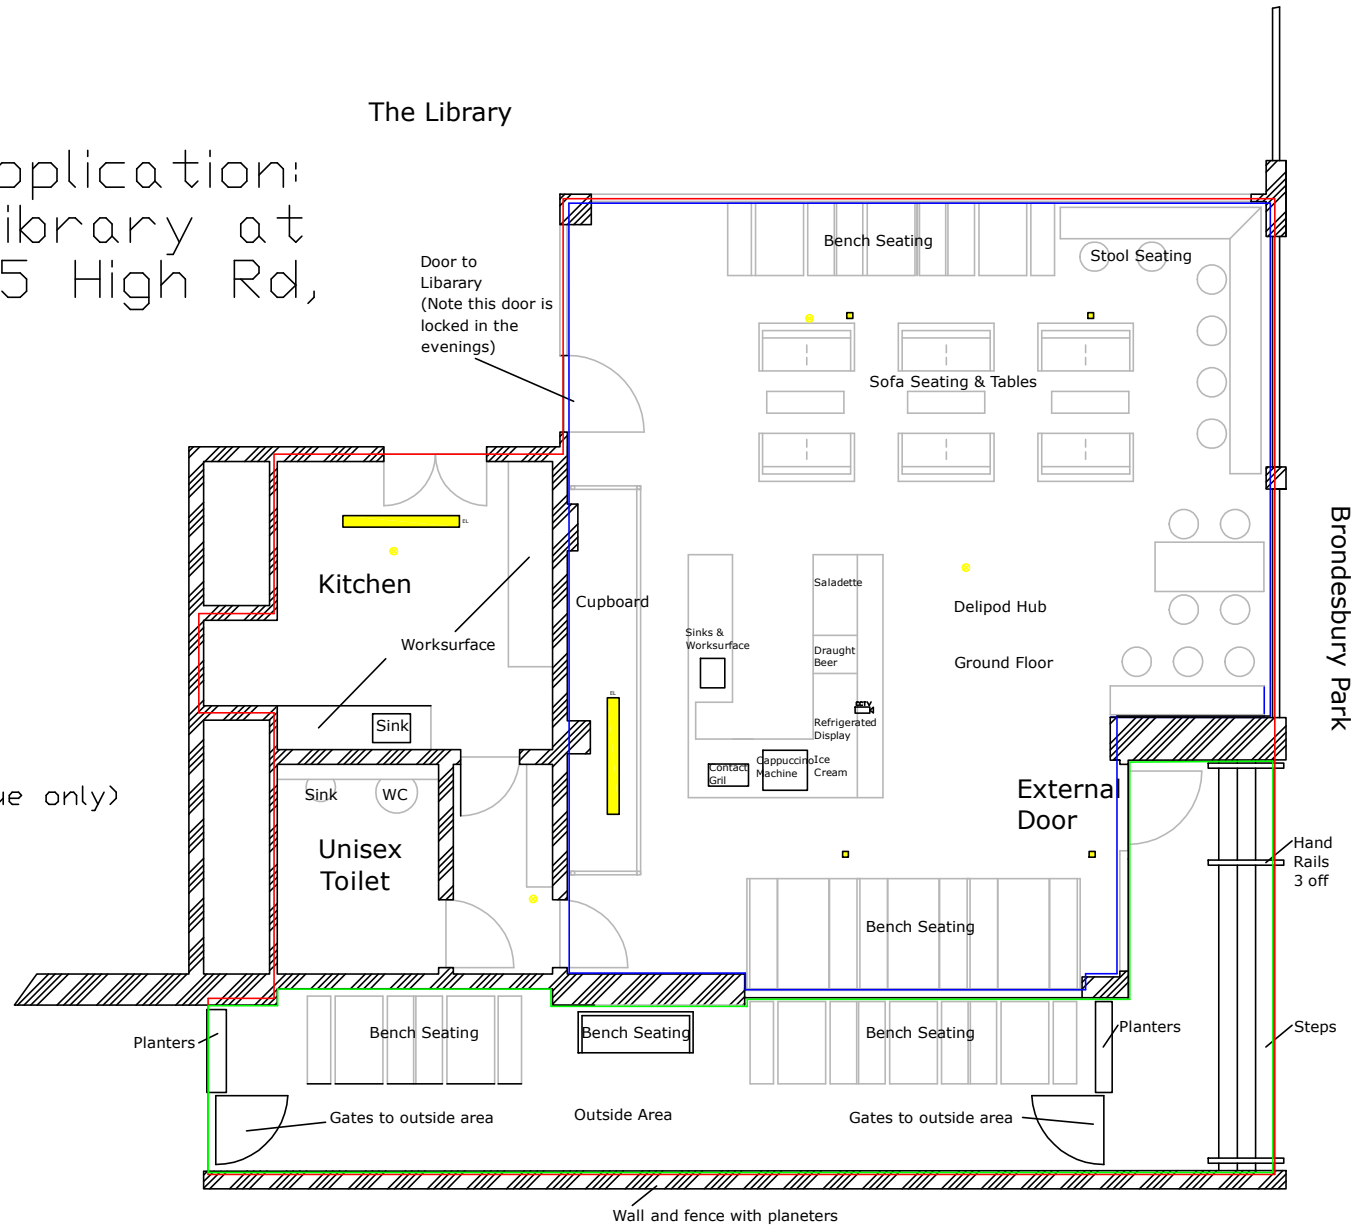 The Library
pplication:
ibrary at
5 High Rd,
Door to
Libarary
(Note this door is
locked in the
evenings)
Bench Seating
Stool Seating
Sofa Seating & Tables
EL
Kitchen
Cupboard
Worksurface
Sink
Saladette
Delipod Hub
Sinks &
Worksurface
Draught
Beer
Ground Floor
CCTV
Refrigerated
Display
Contact
Gril
Cappuccino
Machine
Ice
Cream
EL
Brondesbury Park
ue only)
Sink
WC
External
Door
Unisex
Toilet
Hand
Rails
3 off
Bench Seating
Planters
Bench Seating
Bench Seating
Bench Seating
Planters
Steps
Gates to outside area
Outside Area
Gates to outside area
Wall and fence with planeters